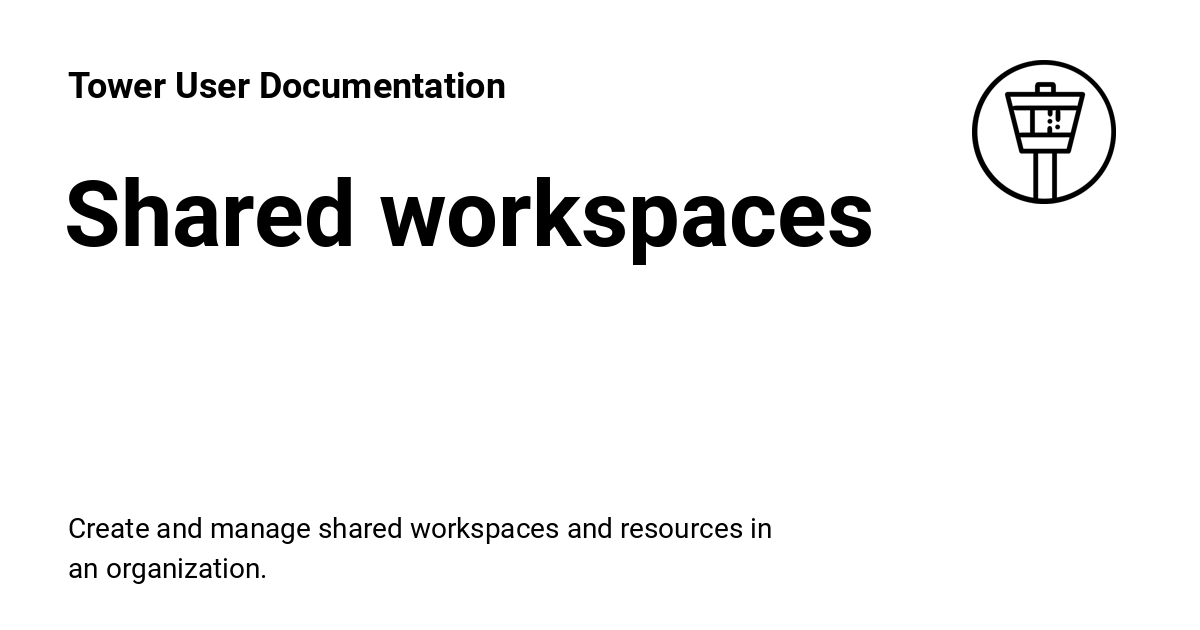 Tower User Documentation
Shared workspaces
Create and manage shared workspaces and resources in
an organization.